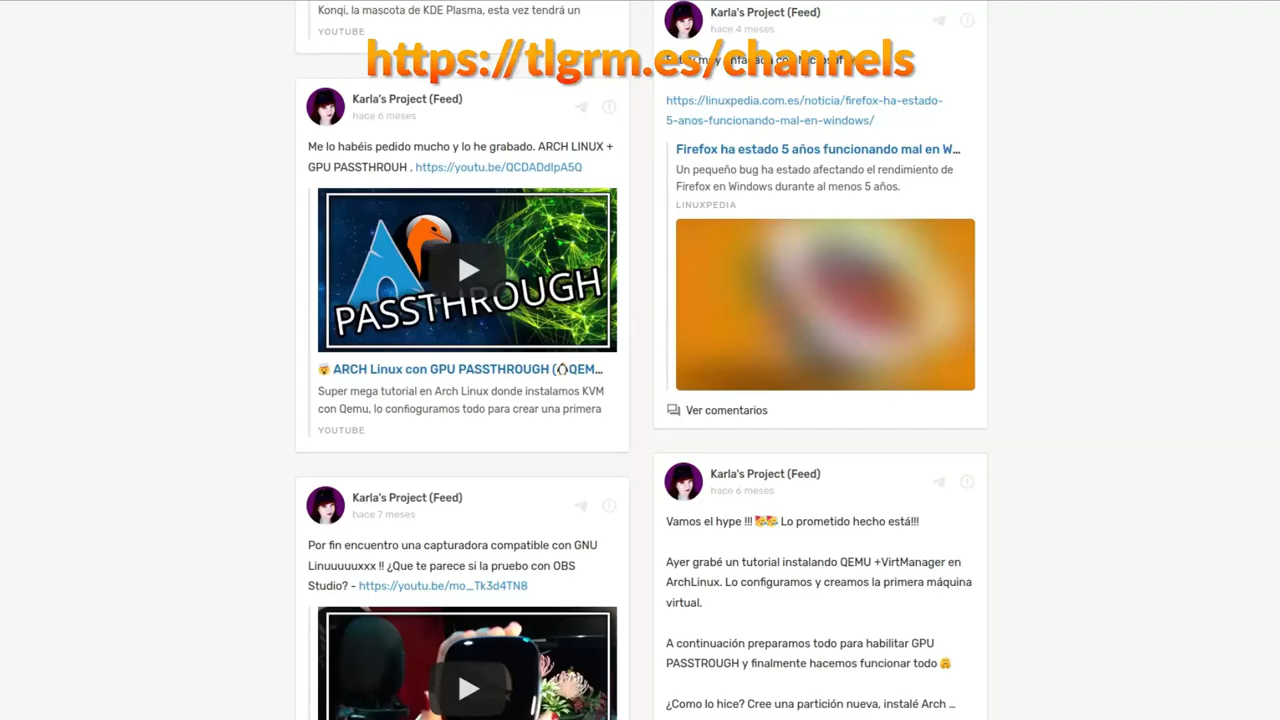 Konqi, la mascota de KDE Plasma, esta vez tendrá un
YOUTUBE
Karla's Project (Feed)
hace 6 meses
Me lo habéis pedido mucho y lo he grabado. ARCH LINUX +
GPU PASSTHROUH . https://youtu.be/QCDADdIpA5Q
PASSTHROUGH
🤯 ARCH Linux con GPU PASSTHROUGH (🐧QEM…
Super mega tutorial en Arch Linux donde instalamos KVM
con Qemu, lo confioguramos todo para crear una primera
YOUTUBE
Karla's Project (Feed)
hace 7 meses
Por fin encuentro una capturadora compatible con GNU
Linuuuuuxxx !! ¿Que te parece si la pruebo con OBS
Studio? - https://youtu.be/mo_Tk3d4TN8
https://tlgrm.es/channels
Karla's Project (Feed)
hace 4 meses
https://linuxpedia.com.es/noticia/firefox-ha-estado-
5-anos-funcionando-mal-en-windows/
Firefox ha estado 5 años funcionando mal en W…
Un pequeño bug ha estado afectando el rendimiento de
Firefox en Windows durante al menos 5 años.
LINUXPEDIA
Ver comentarios
Karla's Project (Feed)
hace 6 meses
Vamos el hype !!! 🥳🥳 Lo prometido hecho está!!!
Ayer grabé un tutorial instalando QEMU +VirtManager en
ArchLinux. Lo configuramos y creamos la primera máquina
virtual.
A continuación preparamos todo para habilitar GPU
PASSTROUGH y finalmente hacemos funcionar todo 🤗
¿Como lo hice? Cree una partición nueva, instalé Arch …